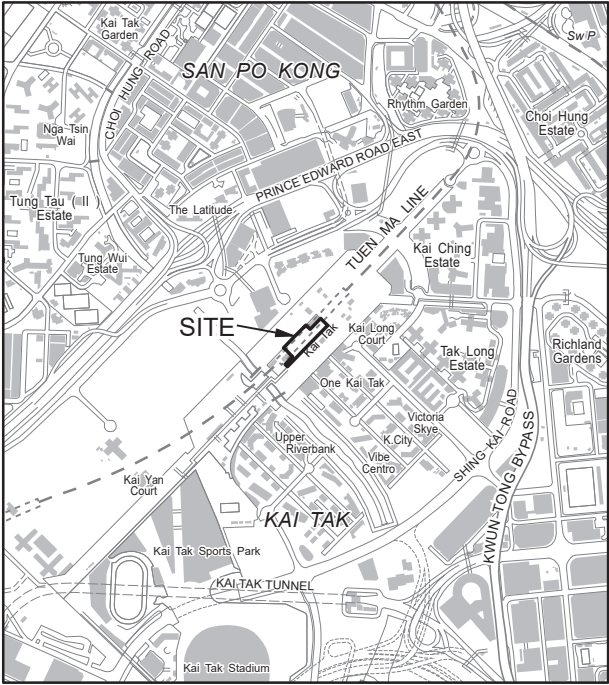 Kai Tak
Garden
CHOI HUNG ROAD
SAN PO KONG
Sw P
Rhythm Garden
Choi Hung
Estate
Nga Tsin
Wai
PRINCE EDWARD ROAD EAST
Tung Tau ( II )
Estate
The Latitude
TUEN MA LINE
Kai Ching
Estate
Tung Wui
Estate
SITE
Kai Tak
Kai Long
Court
Tak Long
Estate
Richland
Gardens
One Kai Tak
Victoria
Skye
SHING KAI ROAD
KWUN TONG BYPASS
K.City
Upper
Riverbank
Vibe
Centro
Kai Yan
Court
KAI TAK
Kai Tak Sports Park
KAI TAK TUNNEL
Kai Tak Stadium